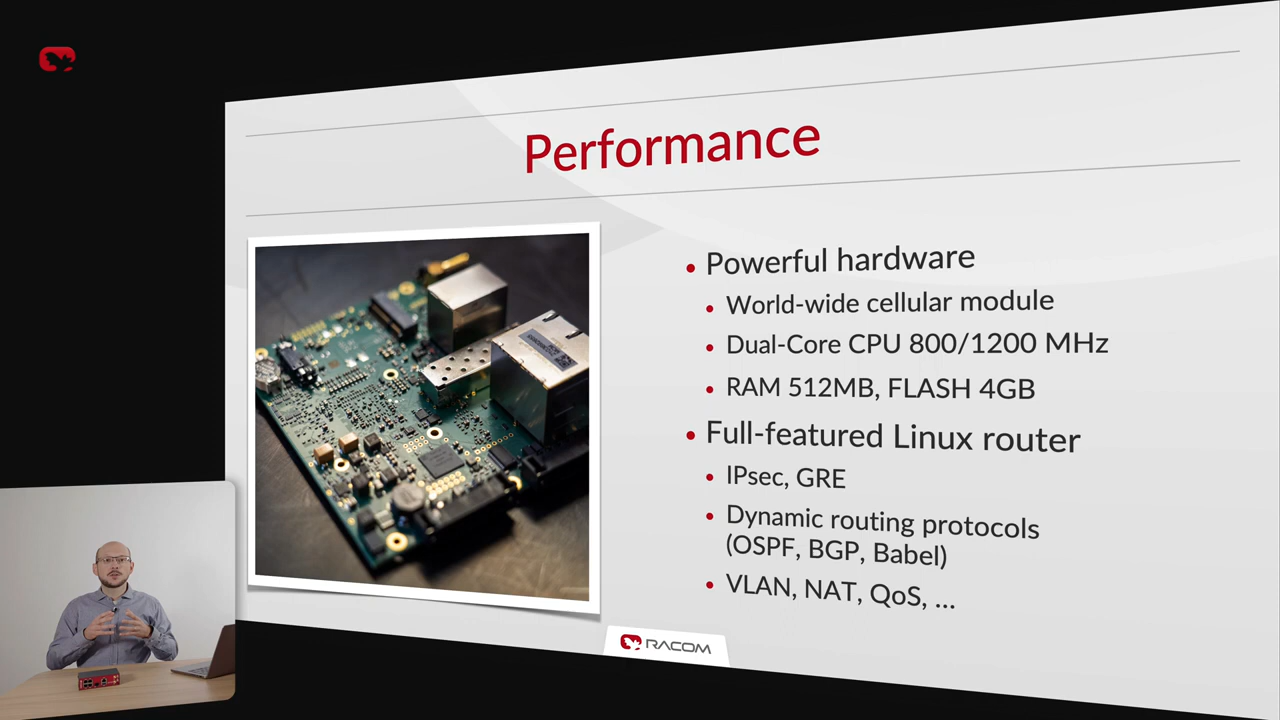 Performance
• Powerful hardware
• World-wide cellular module
• Dual-Core CPU 800/1200 MHz
• RAM 512MB, FLASH 4GB
• Full-featured Linux router
• IPsec, GRE
• Dynamic routing protocols
(OSPF, BGP, Babel)
• VLAN, NAT, QoS, ...
RACOM